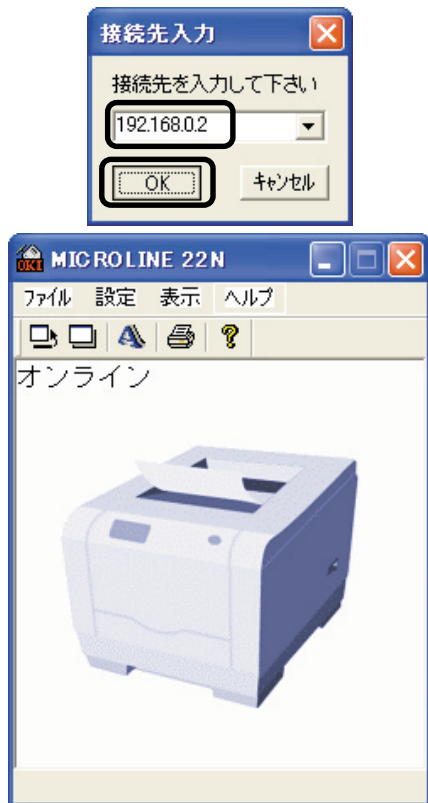 接続先入力
接続先を入力して下さい
192.168.0.2
OK キャンセル
OKI MICROLINE 22N
ファイル 設定 表示 ヘルプ
オンライン